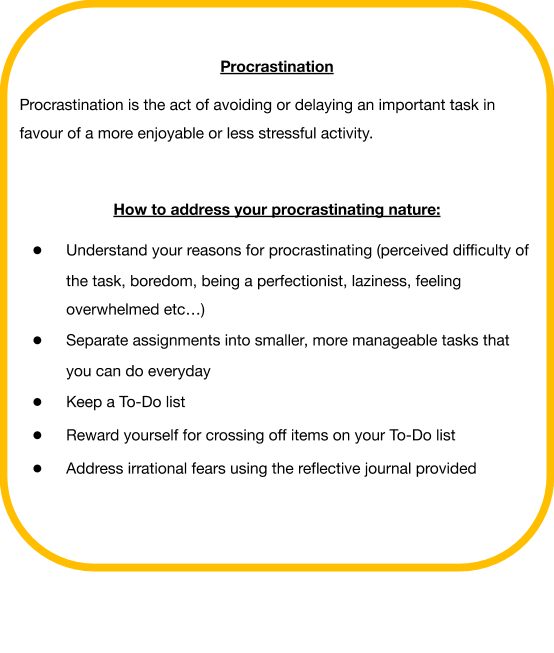 Procrastination
Procrastination is the act of avoiding or delaying an important task in
favour of a more enjoyable or less stressful activity.
How to address your procrastinating nature:
● Understand your reasons for procrastinating (perceived difficulty of
the task, boredom, being a perfectionist, laziness, feeling
overwhelmed etc…)
● Separate assignments into smaller, more manageable tasks that
you can do everyday
● Keep a To-Do list
● Reward yourself for crossing off items on your To-Do list
● Address irrational fears using the reflective journal provided